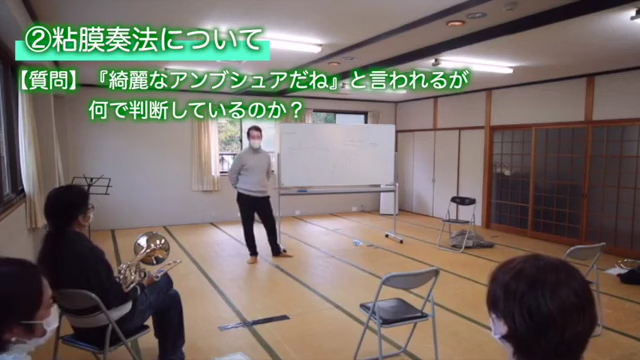 ②粘膜奏法について
【質問】『綺麗なアンブシュアだね』と言われるが
何で判断しているのか？